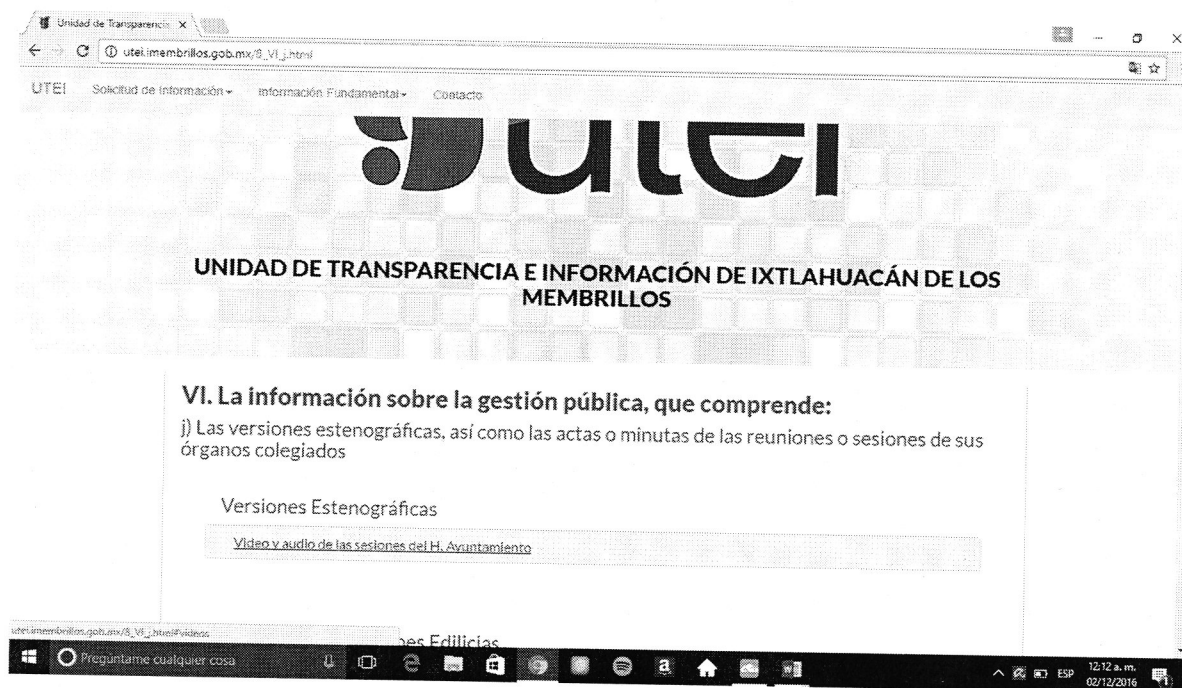 Unidad de Transparencia
utei.imembrillos.gob.mx/8_VI_j.html
UTEI Solicitud de Información Información Fundamental Contacto
utei
UNIDAD DE TRANSPARENCIA E INFORMACIÓN DE IXTLAHUACÁN DE LOS
MEMBRILLOS
VI. La información sobre la gestión pública, que comprende:
j) Las versiones estenográficas, así como las actas o minutas de las reuniones o sesiones de sus
órganos colegiados
Versiones Estenográficas
Video y audio de las sesiones del H. Ayuntamiento
utei.imembrillos.gob.mx/8_VI_j.html#videos
nes Edilicias
Pregúntame cualquier cosa
ESP
12:12 a. m.
02/12/2016